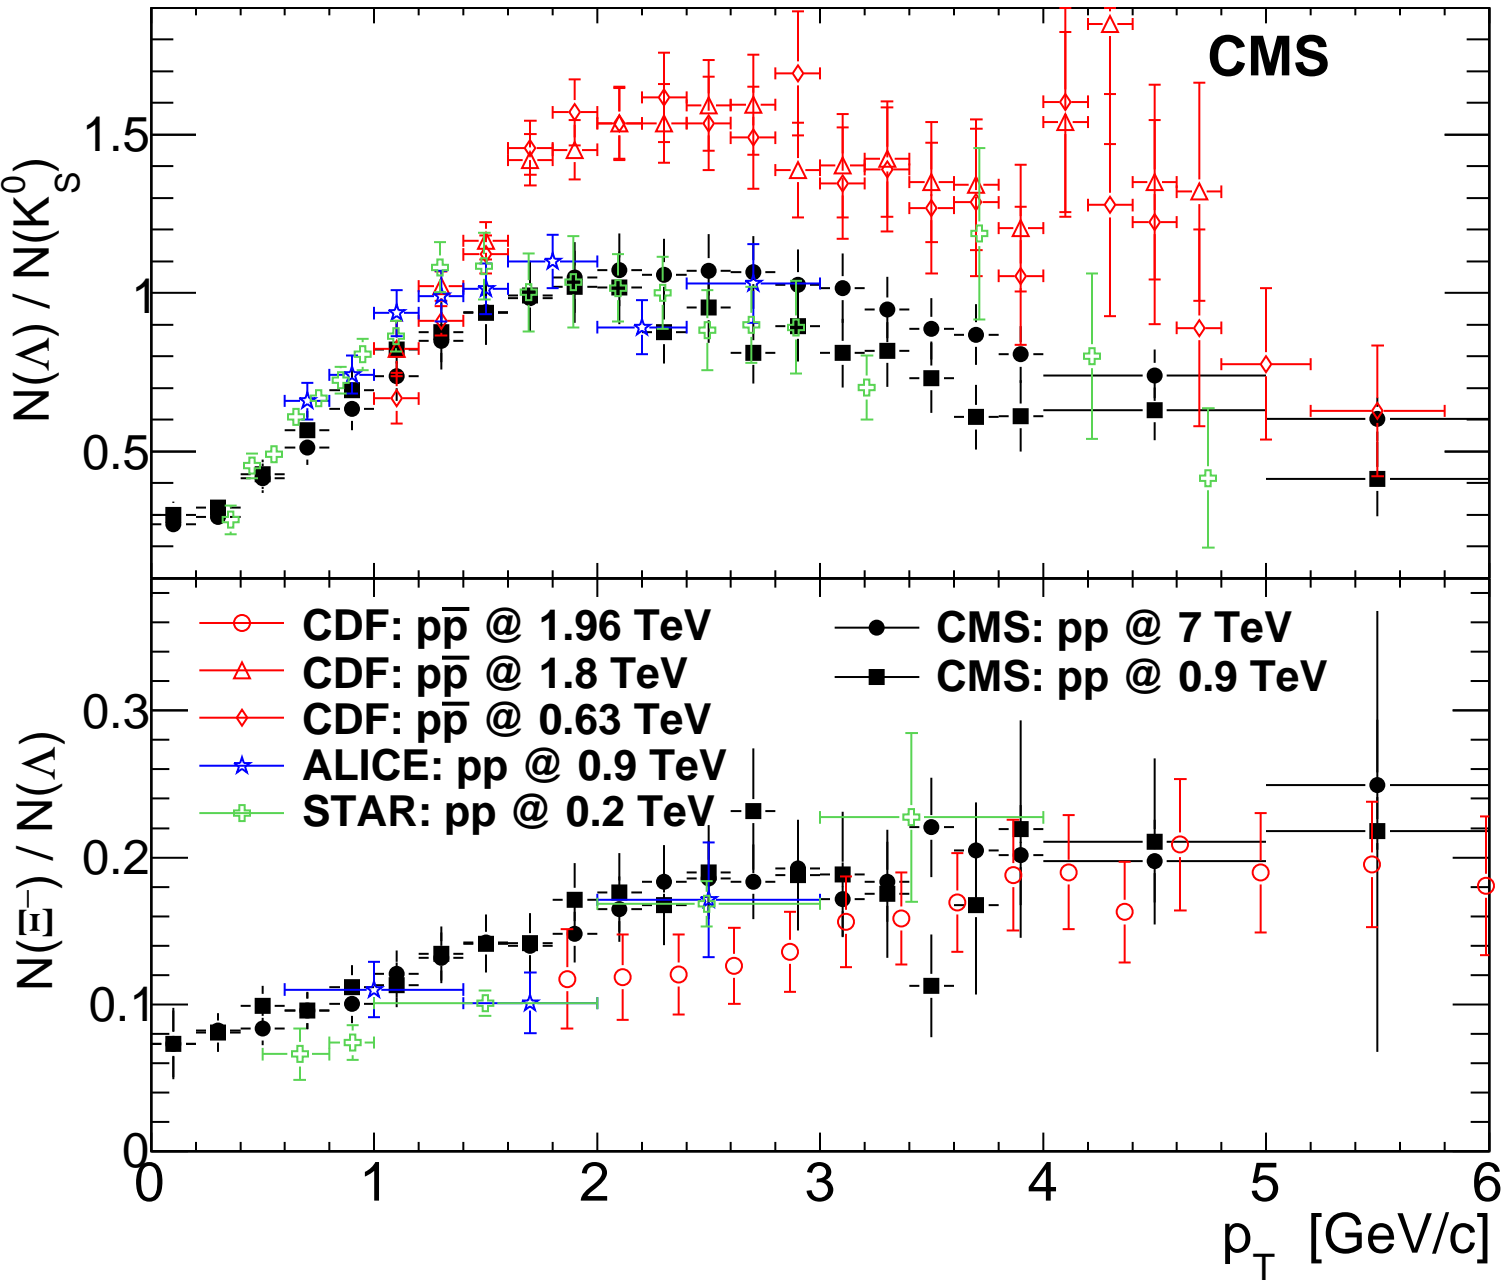 CMS
N(Λ) / N(K⁰_S)
1.5
1
0.5
CDF: pp̅ @ 1.96 TeV
CDF: pp̅ @ 1.8 TeV
CDF: pp̅ @ 0.63 TeV
ALICE: pp @ 0.9 TeV
STAR: pp @ 0.2 TeV
CMS: pp @ 7 TeV
CMS: pp @ 0.9 TeV
N(Ξ⁻) / N(Λ)
0.3
0.2
0.1
0
0 1 2 3 4 5 6
p_T [GeV/c]